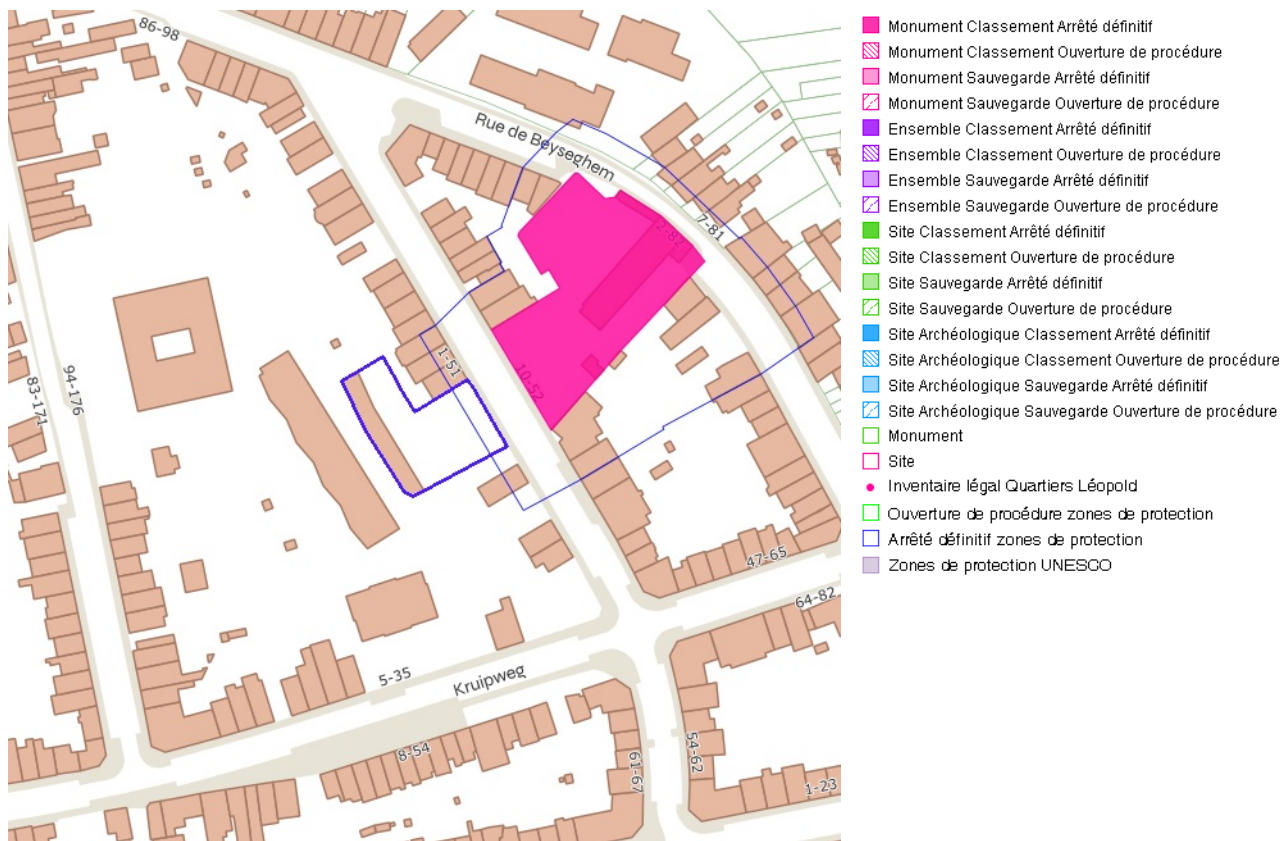 86-98
Rue de Beyseghem
7-81
2-82
1-51
10-52
94-176
83-171
47-65
64-82
5-35
Kruipweg
8-54
61-67
54-62
1-23
Monument Classement Arrêté définitif
Monument Classement Ouverture de procédure
Monument Sauvegarde Arrêté définitif
Monument Sauvegarde Ouverture de procédure
Ensemble Classement Arrêté définitif
Ensemble Classement Ouverture de procédure
Ensemble Sauvegarde Arrêté définitif
Ensemble Sauvegarde Ouverture de procédure
Site Classement Arrêté définitif
Site Classement Ouverture de procédure
Site Sauvegarde Arrêté définitif
Site Sauvegarde Ouverture de procédure
Site Archéologique Classement Arrêté définitif
Site Archéologique Classement Ouverture de procédure
Site Archéologique Sauvegarde Arrêté définitif
Site Archéologique Sauvegarde Ouverture de procédure
Monument
Site
Inventaire légal Quartiers Léopold
Ouverture de procédure zones de protection
Arrêté définitif zones de protection
Zones de protection UNESCO